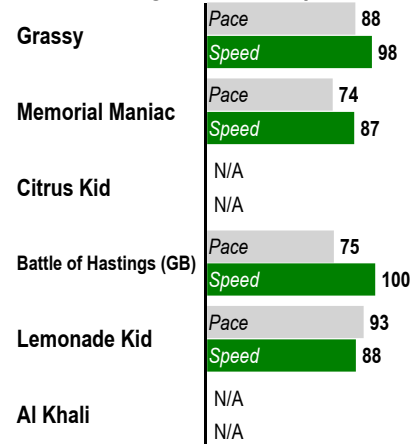 Grassy
Pace 88
Speed 98
Memorial Maniac
Pace 74
Speed 87
Citrus Kid
N/A
N/A
Battle of Hastings (GB)
Pace 75
Speed 100
Lemonade Kid
Pace 93
Speed 88
Al Khali
N/A
N/A